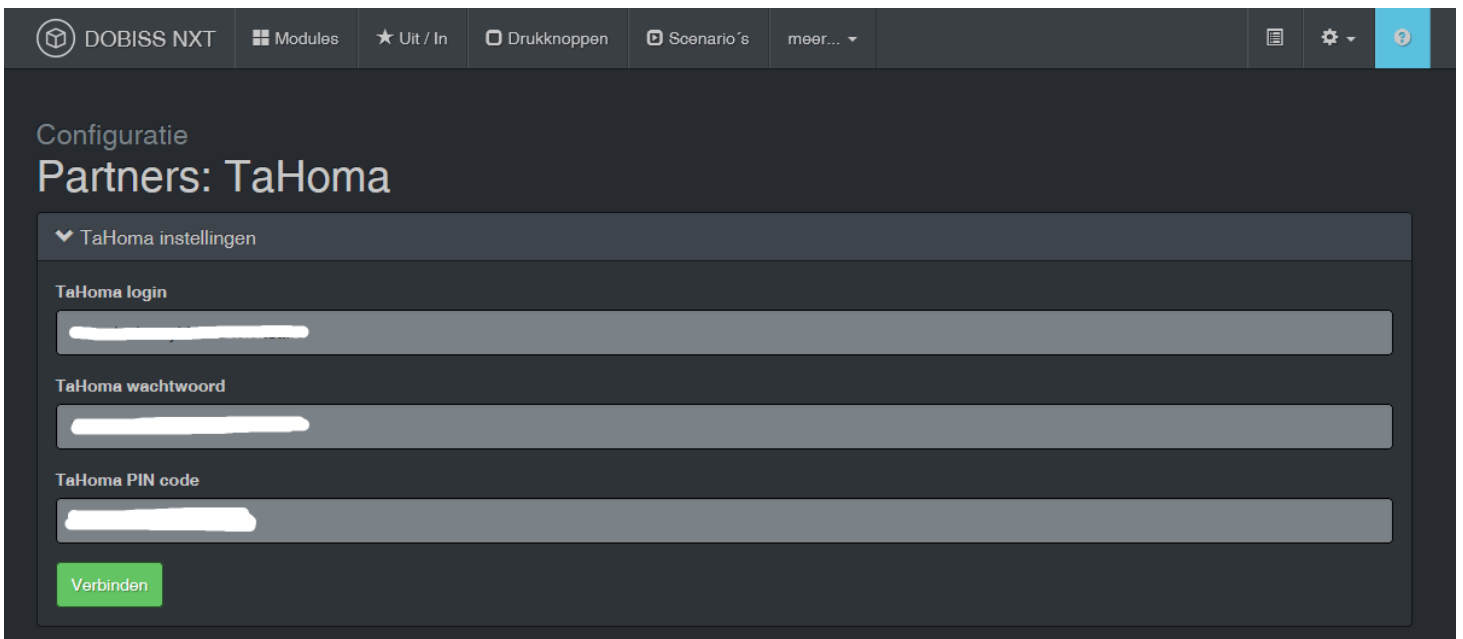 DOBISS NXT Modules Uit / In Drukknoppen Scenario´s meer...
Configuratie
Partners: TaHoma
TaHoma instellingen
TaHoma login
TaHoma wachtwoord
TaHoma PIN code
Verbinden